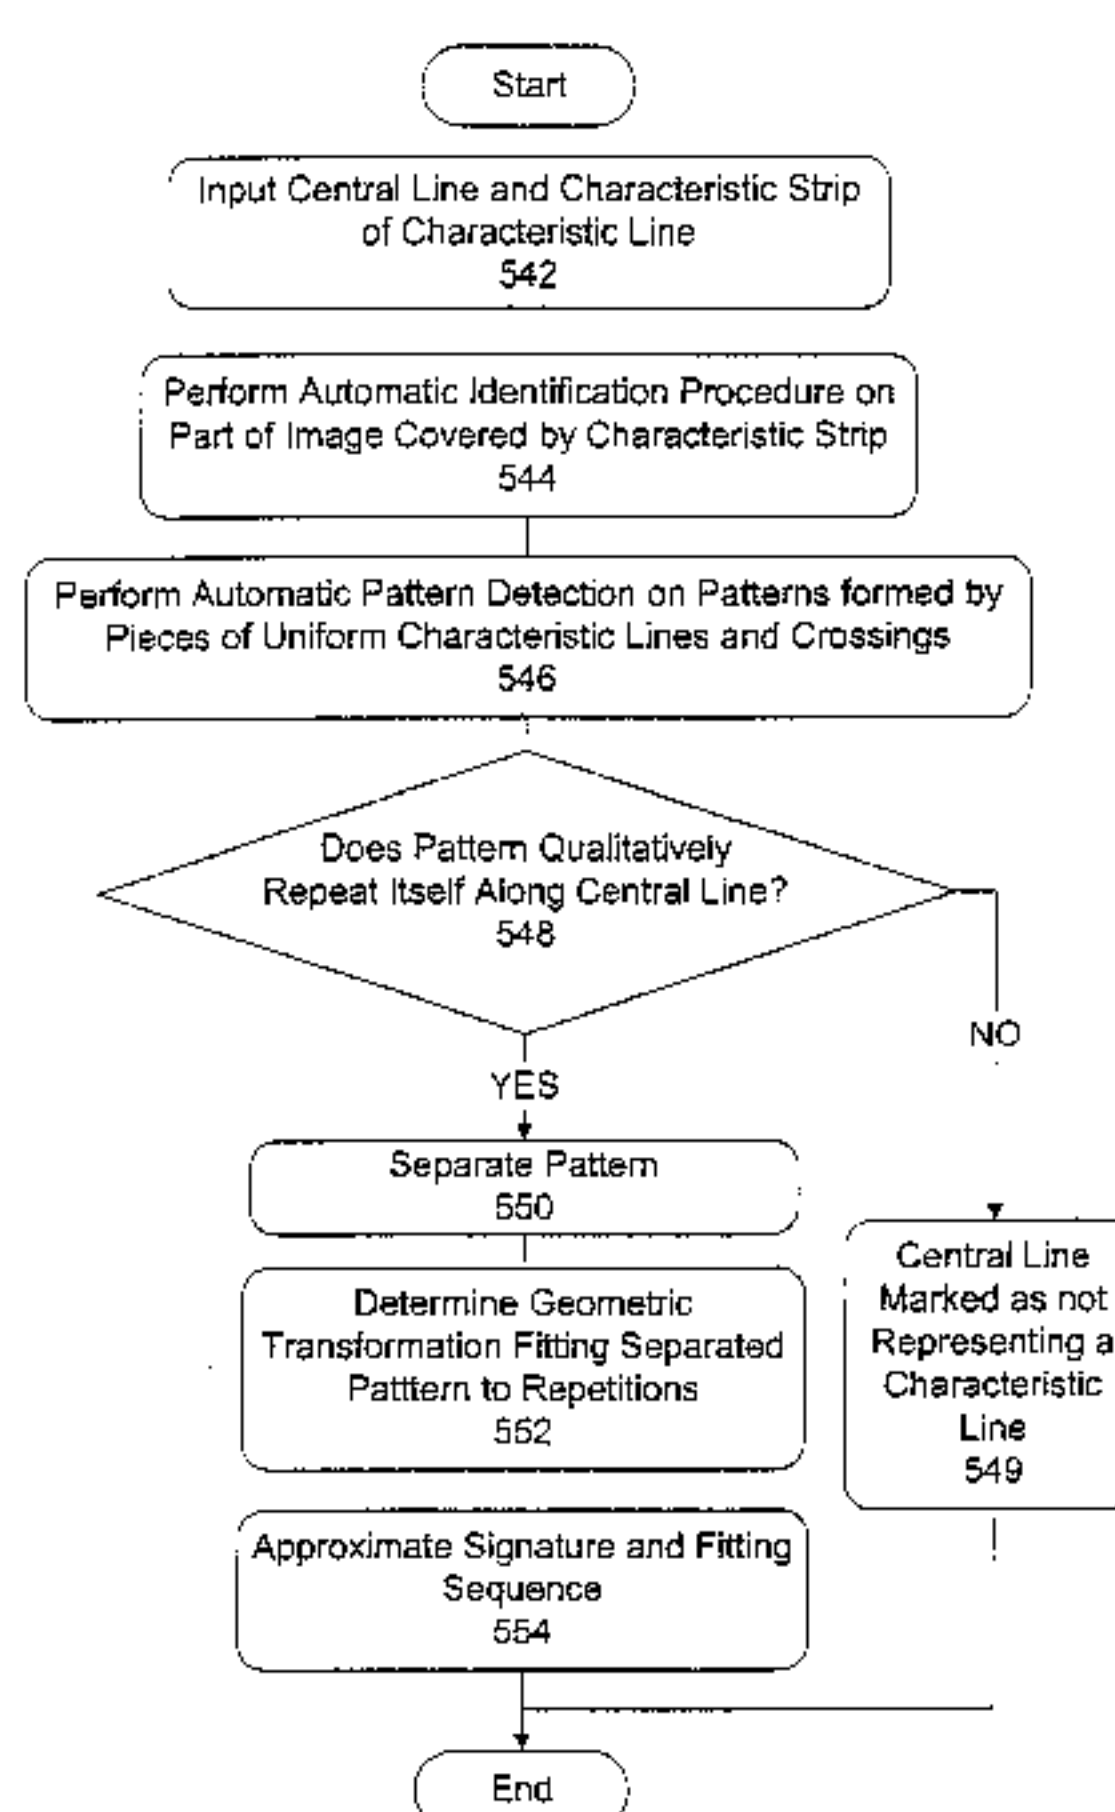 Start
Input Central Line and Characteristic Strip
of Characteristic Line
542
Perform Automatic Identification Procedure on
Part of Image Covered by Characteristic Strip
544
Perform Automatic Pattern Detection on Patterns formed by
Pieces of Uniform Characteristic Lines and Crossings
546
Does Pattern Qualitatively
Repeat Itself Along Central Line?
548
NO
YES
Separate Pattern
550
Determine Geometric
Transformation Fitting Separated
Patttern to Repetitions
552
Central Line
Marked as not
Representing a
Characteristic
Line
549
Approximate Signature and Fitting
Sequence
554
End